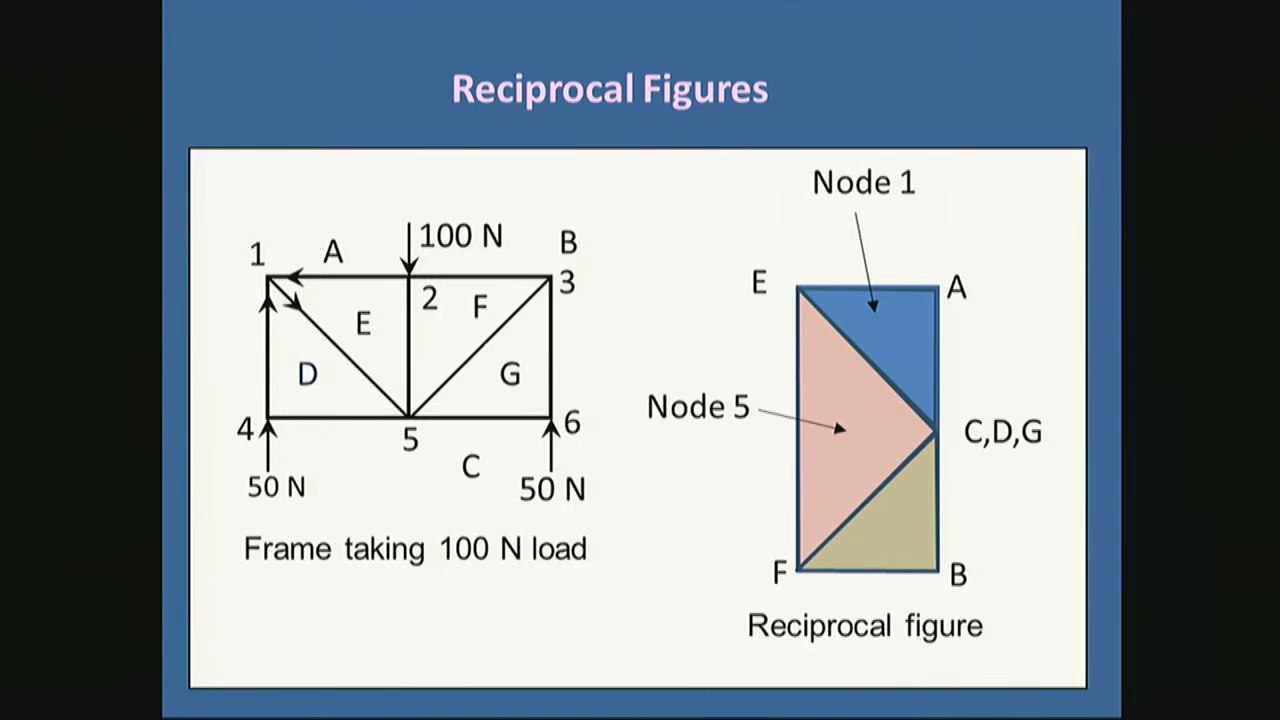 Reciprocal Figures
Node 1
100 N
B
1
A
3
E
A
2
F
E
D
G
Node 5
4
6
C,D,G
5
C
50 N
50 N
Frame taking 100 N load
F
B
Reciprocal figure